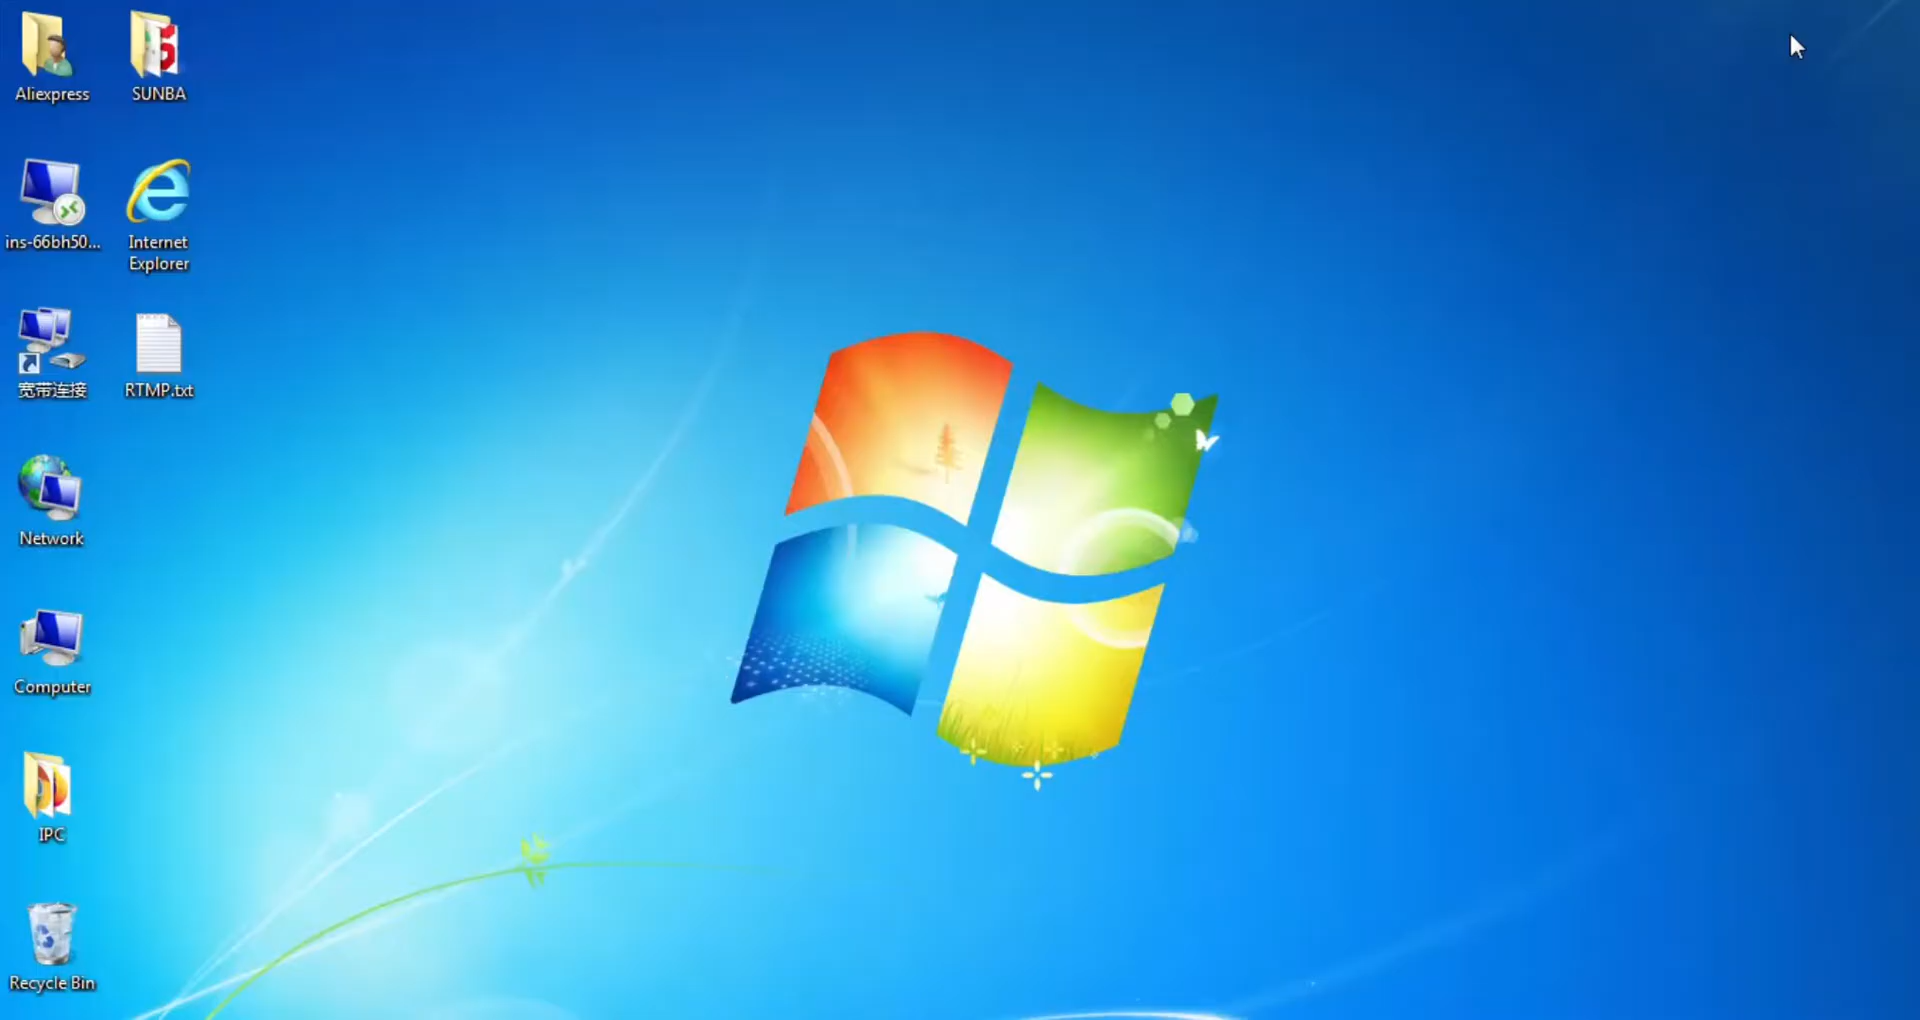 Aliexpress
SUNBA
ins-66bh50...
Internet
Explorer
宽带连接
RTMP.txt
Network
Computer
IPC
Recycle Bin